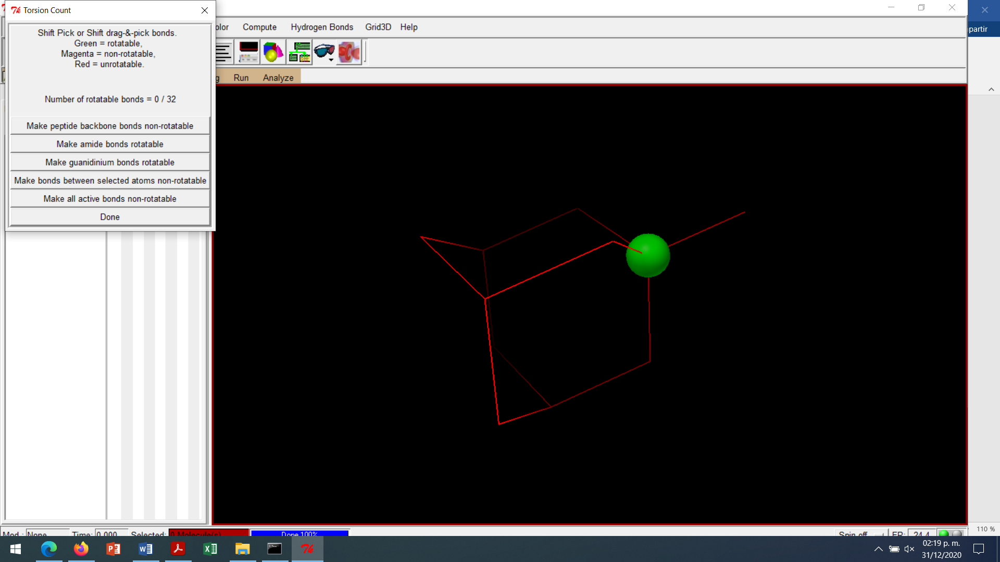 Torsion Count
Shift Pick or Shift drag-&-pick bonds.
Green = rotatable,
Magenta = non-rotatable,
Red = unrotatable.
Number of rotatable bonds = 0 / 32
Make peptide backbone bonds non-rotatable
Make amide bonds rotatable
Make guanidinium bonds rotatable
Make bonds between selected atoms non-rotatable
Make all active bonds non-rotatable
Done
olor Compute Hydrogen Bonds Grid3D Help
partir
g Run Analyze
Mod.: None Time: 0.000 Selected: 0 Molecule(s) Done 100% Spin off FR: 24.4
110 %
02:19 p. m.
31/12/2020